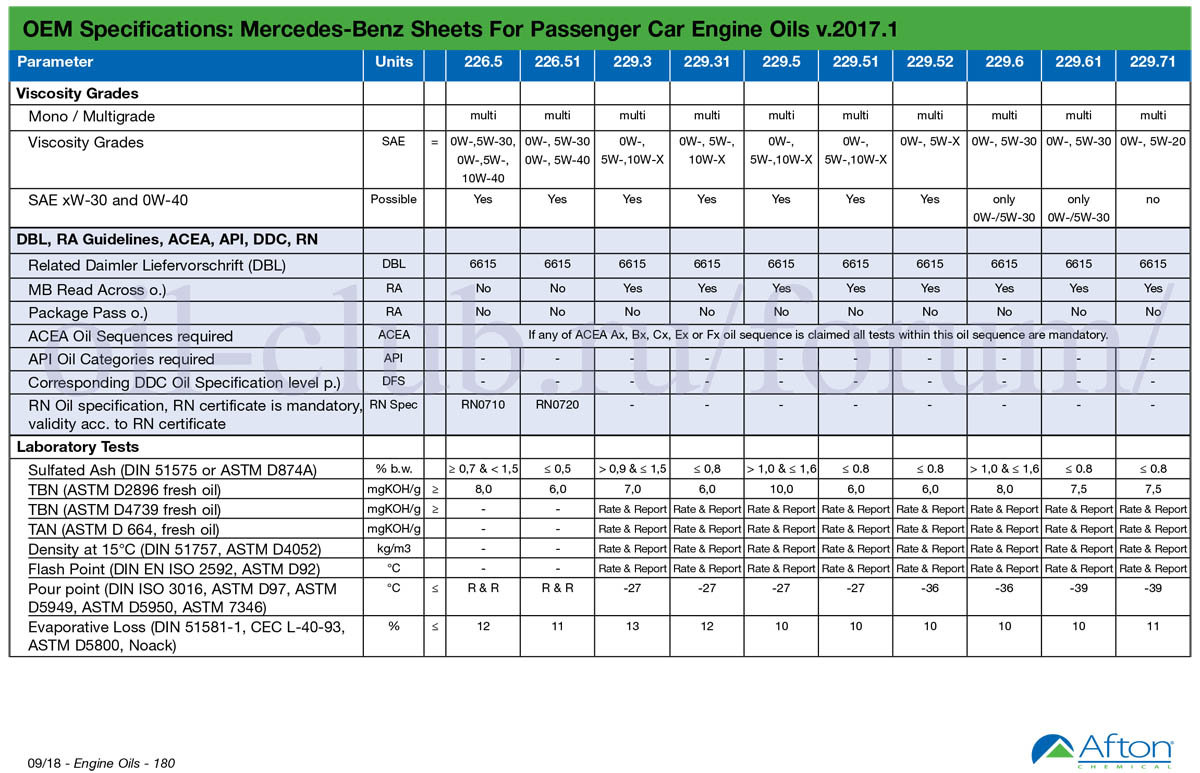 OEM Specifications: Mercedes-Benz Sheets For Passenger Car Engine Oils v.2017.1
Parameter Units 226.5 226.51 229.3 229.31 229.5 229.51 229.52 229.6 229.61 229.71
Viscosity Grades
Mono / Multigrade multi multi multi multi multi multi multi multi multi multi
Viscosity Grades SAE = 0W-,5W-30, 0W-, 5W-30 0W-, 0W-, 5W-, 0W-, 0W-, 0W-, 5W-X 0W-, 5W-30 0W-, 5W-30 0W-, 5W-20
0W-,5W-, 0W-, 5W-40 5W-,10W-X 10W-X 5W-,10W-X 5W-,10W-X
10W-40
SAE xW-30 and 0W-40 Possible Yes Yes Yes Yes Yes Yes Yes only only no
0W-/5W-30 0W-/5W-30
DBL, RA Guidelines, ACEA, API, DDC, RN
Related Daimler Liefervorschrift (DBL) DBL 6615 6615 6615 6615 6615 6615 6615 6615 6615 6615
MB Read Across o.) RA No No Yes Yes Yes Yes Yes Yes Yes Yes
Package Pass o.) RA No No No No No No No No No No
ACEA Oil Sequences required ACEA If any of ACEA Ax, Bx, Cx, Ex or Fx oil sequence is claimed all tests within this oil sequence are mandatory.
API Oil Categories required API - - - - - - - - - -
Corresponding DDC Oil Specification level p.) DFS - - - - - - - - - -
RN Oil specification, RN certificate is mandatory, RN Spec RN0710 RN0720 - - - - - - - -
validity acc. to RN certificate
oil-club.ru/forum/
Laboratory Tests
Sulfated Ash (DIN 51575 or ASTM D874A) % b.w. ≥ 0,7 & < 1,5 ≤ 0,5 > 0,9 & ≤ 1,5 ≤ 0,8 > 1,0 & ≤ 1,6 ≤ 0.8 ≤ 0.8 > 1,0 & ≤ 1,6 ≤ 0.8 ≤ 0.8
TBN (ASTM D2896 fresh oil) mgKOH/g ≥ 8,0 6,0 7,0 6,0 10,0 6,0 6,0 8,0 7,5 7,5
TBN (ASTM D4739 fresh oil) mgKOH/g ≥ - - Rate & Report Rate & Report Rate & Report Rate & Report Rate & Report Rate & Report Rate & Report Rate & Report
TAN (ASTM D 664, fresh oil) mgKOH/g - - Rate & Report Rate & Report Rate & Report Rate & Report Rate & Report Rate & Report Rate & Report Rate & Report
Density at 15°C (DIN 51757, ASTM D4052) kg/m3 - - Rate & Report Rate & Report Rate & Report Rate & Report Rate & Report Rate & Report Rate & Report Rate & Report
Flash Point (DIN EN ISO 2592, ASTM D92) °C - - Rate & Report Rate & Report Rate & Report Rate & Report Rate & Report Rate & Report Rate & Report Rate & Report
Pour point (DIN ISO 3016, ASTM D97, ASTM °C ≤ R & R R & R -27 -27 -27 -27 -36 -36 -39 -39
D5949, ASTM D5950, ASTM 7346)
Evaporative Loss (DIN 51581-1, CEC L-40-93, % ≤ 12 11 13 12 10 10 10 10 10 11
ASTM D5800, Noack)
09/18 - Engine Oils - 180
Afton®
CHEMICAL